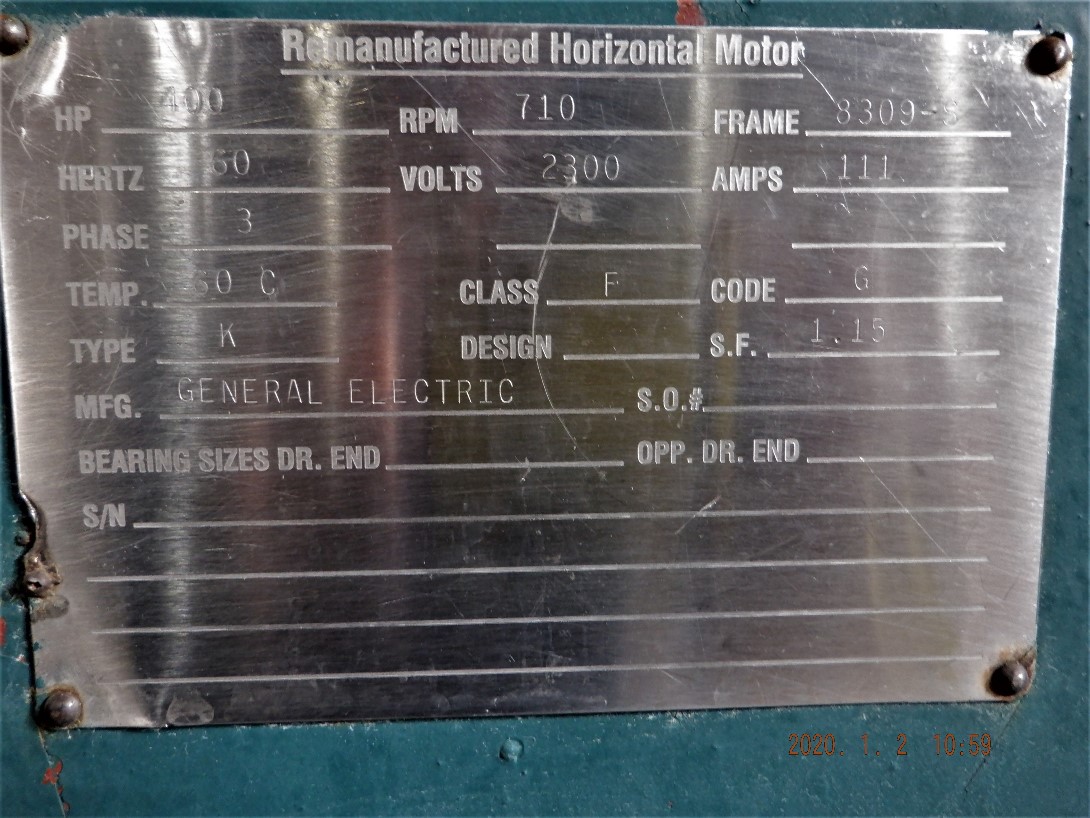 Remanufactured Horizontal Motor
HP 400 RPM 710 FRAME 8309-S
HERTZ 60 VOLTS 2300 AMPS 111
PHASE 3
TEMP. 60 C CLASS F CODE G
TYPE K DESIGN S.F. 1.15
MFG. GENERAL ELECTRIC S.O.#
BEARING SIZES DR. END OPP. DR. END
S/N
2020. 1. 2 10:59